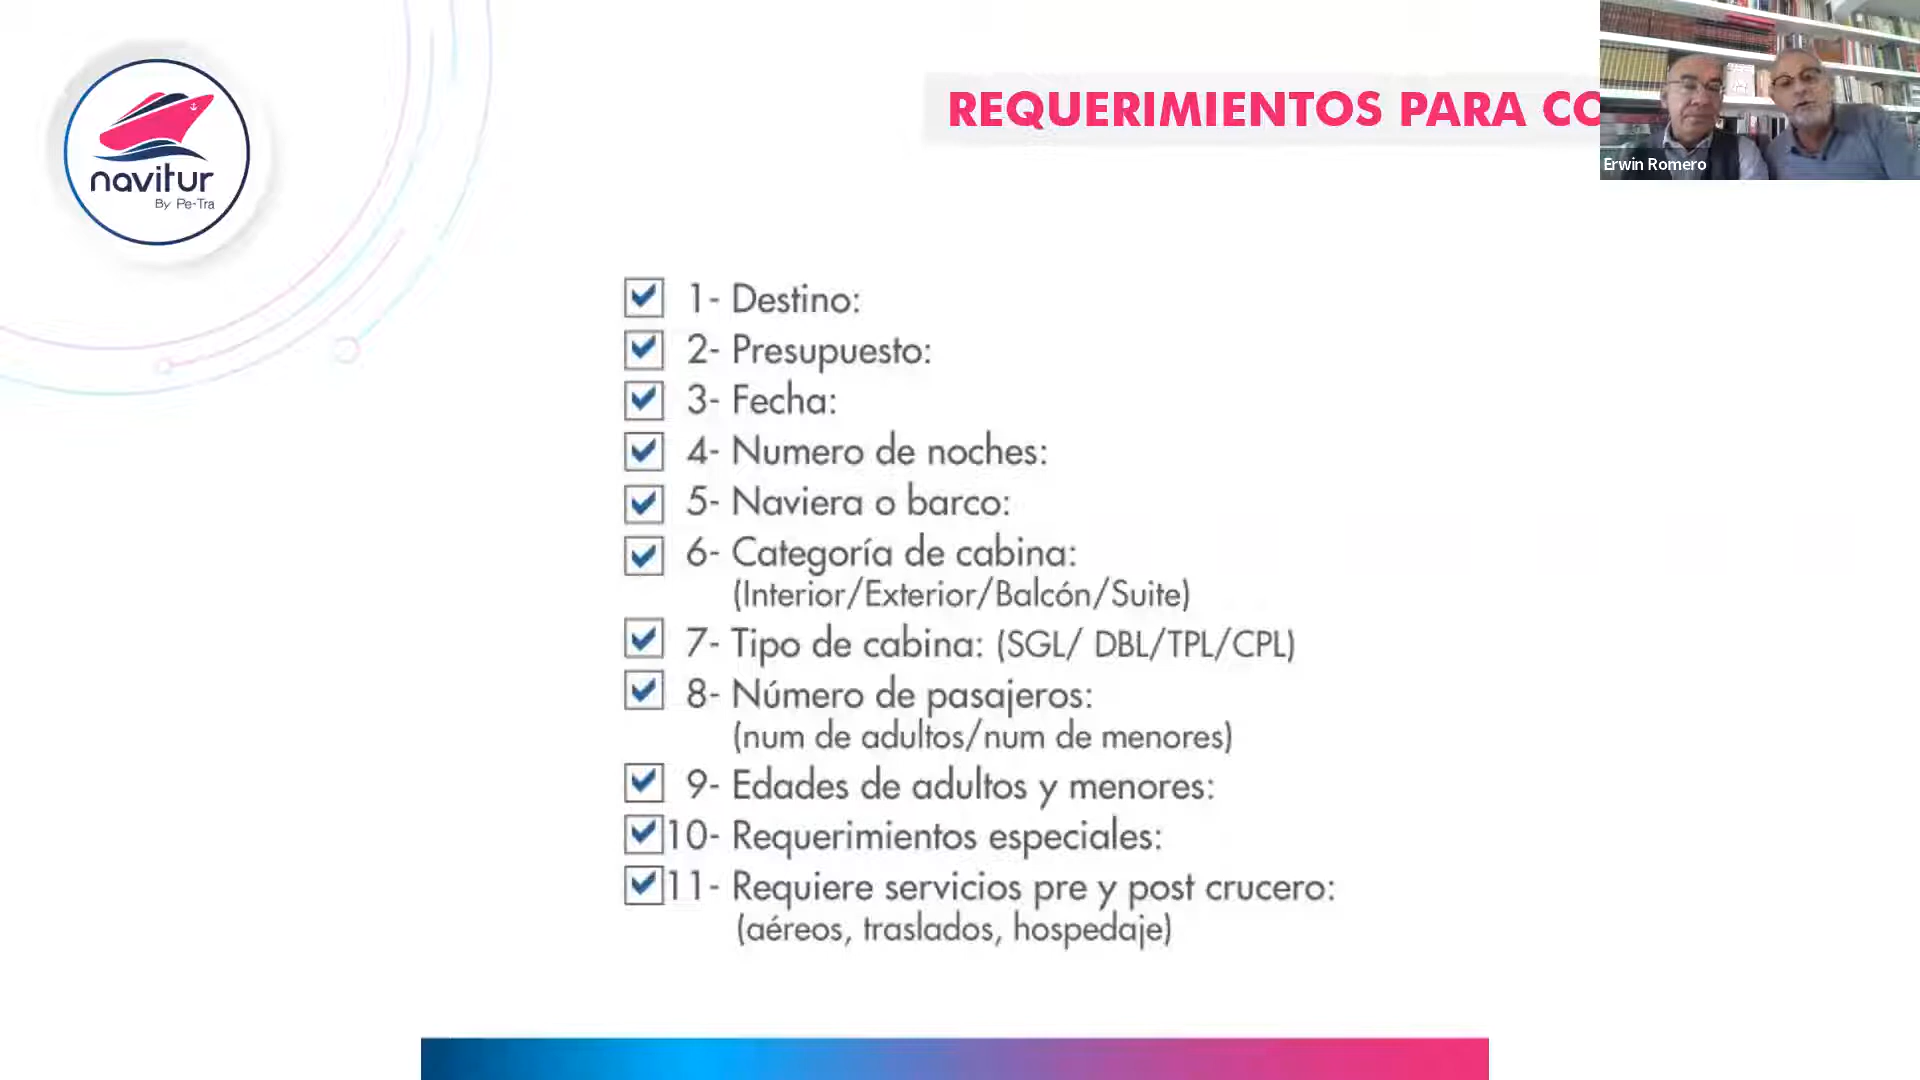 navitur
By Pe-Tra
REQUERIMIENTOS PARA CO
Erwin Romero
1- Destino:
2- Presupuesto:
3- Fecha:
4- Numero de noches:
5- Naviera o barco:
6- Categoría de cabina:
(Interior/Exterior/Balcón/Suite)
7- Tipo de cabina: (SGL/ DBL/TPL/CPL)
8- Número de pasajeros:
(num de adultos/num de menores)
9- Edades de adultos y menores:
10- Requerimientos especiales:
11- Requiere servicios pre y post crucero:
(aéreos, traslados, hospedaje)